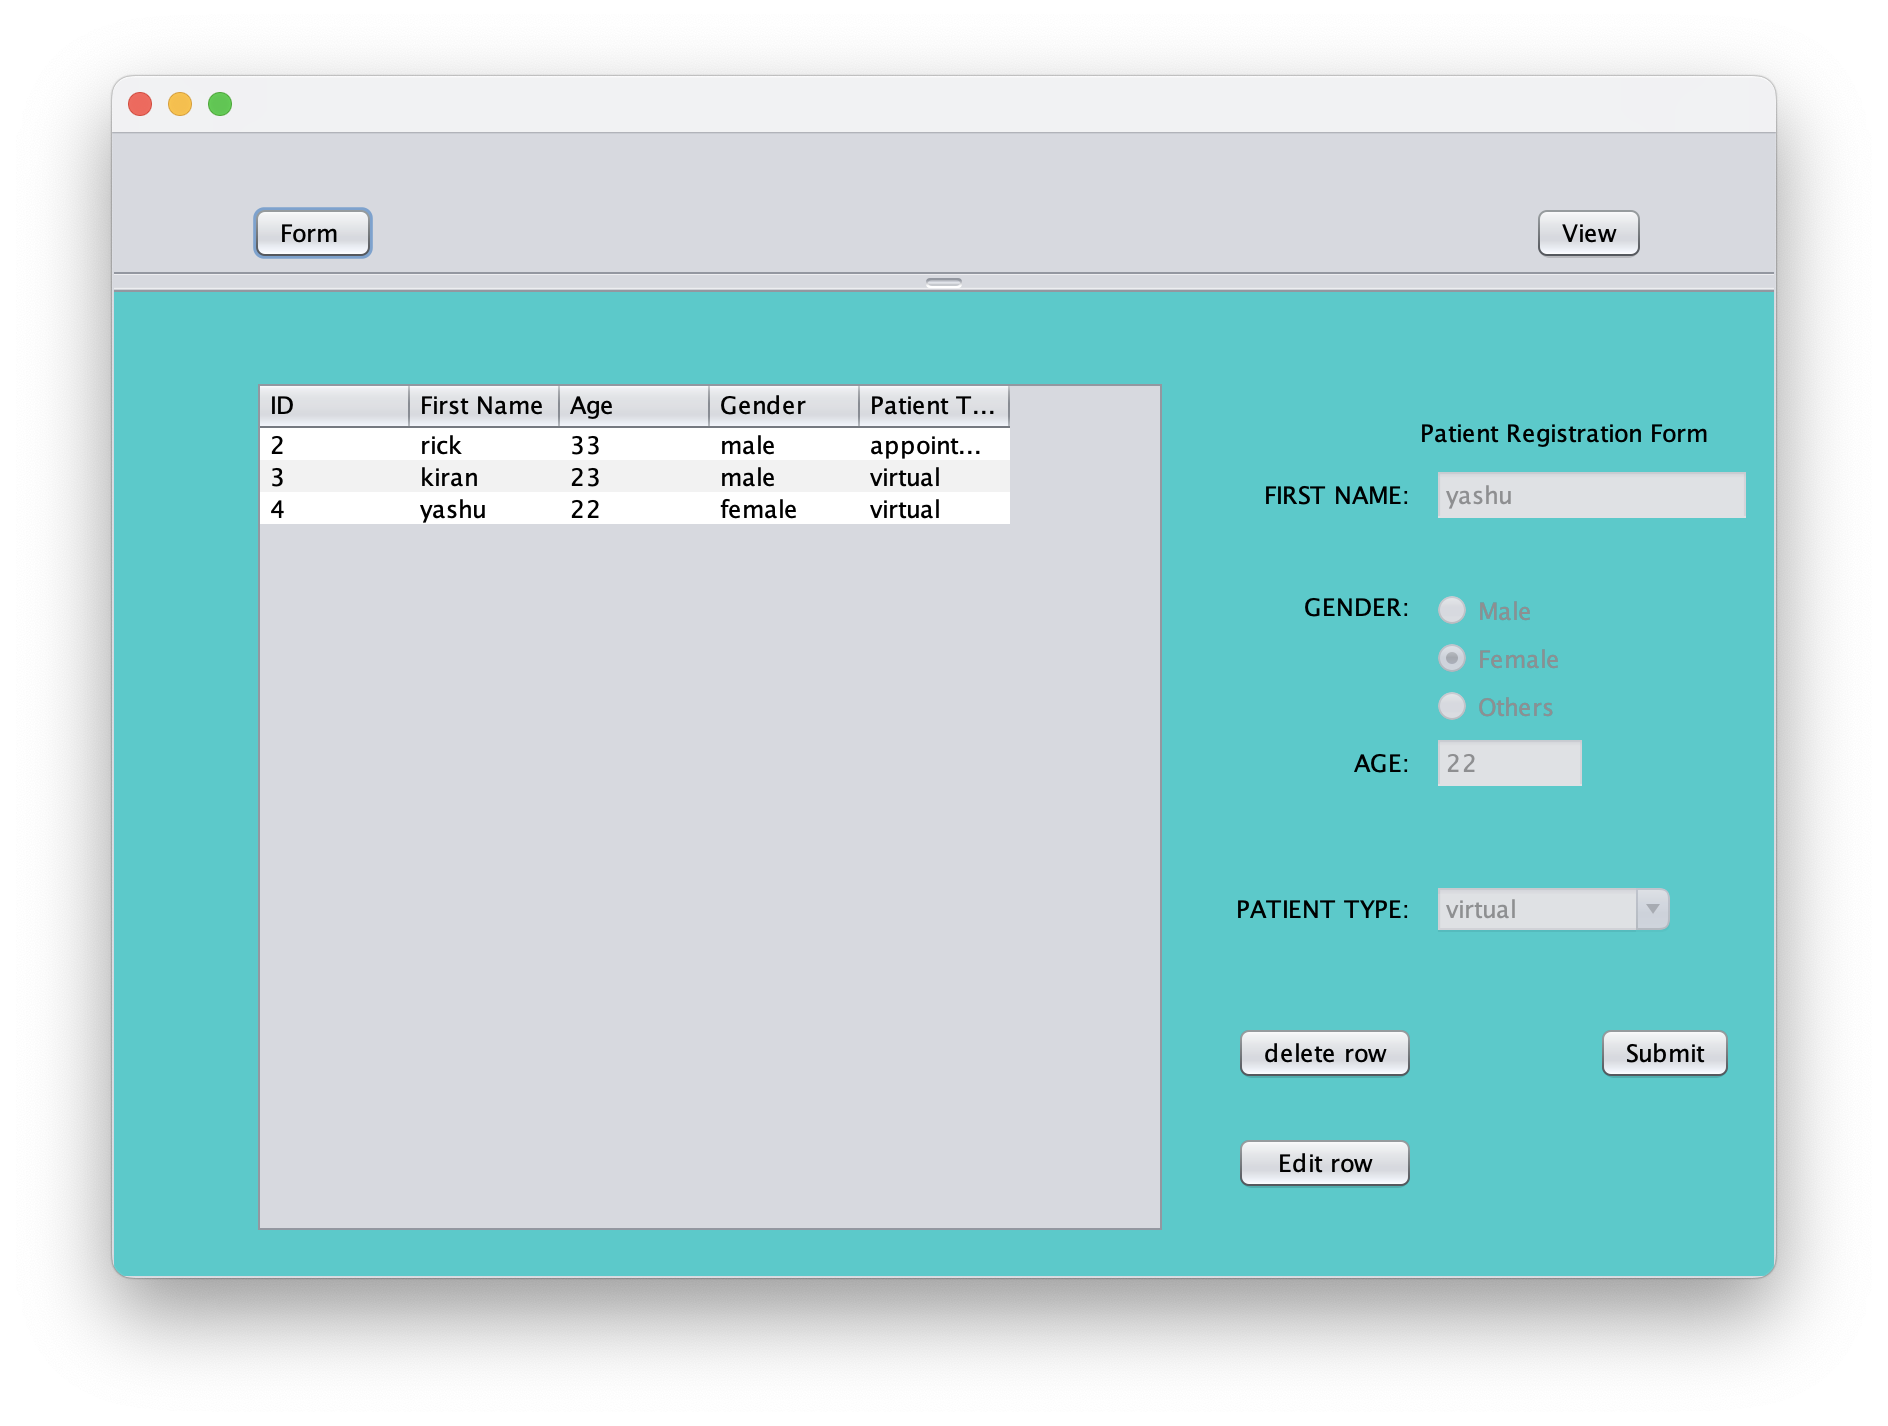 Form View
ID First Name Age Gender Patient T...
2 rick 33 male appoint...
3 kiran 23 male virtual
4 yashu 22 female virtual
Patient Registration Form
FIRST NAME: yashu
GENDER: Male
Female
Others
AGE: 22
PATIENT TYPE: virtual
delete row Submit
Edit row